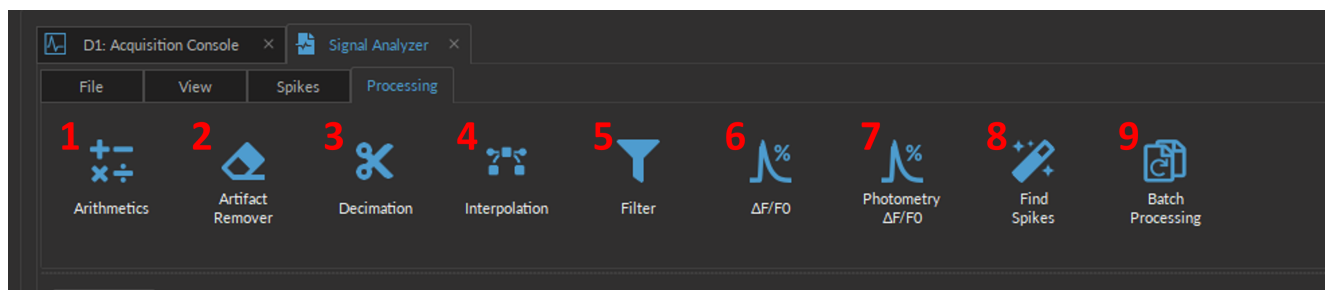 D1: Acquisition Console × Signal Analyzer ×
File View Spikes Processing
1 2 3 4 5 6 7 8 9
% %
Arithmetics Artifact Remover Decimation Interpolation Filter ΔF/F0 Photometry ΔF/F0 Find Spikes Batch Processing